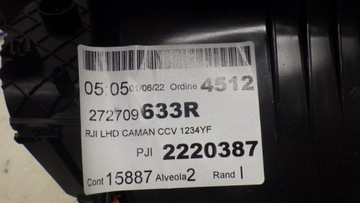 05:05 01/06/22 Ordine 4512
272709 633R
RJI LHD CAMAN CCV 1234YF
PJI 2220387
Cont 15887 Alveola 2 Rand I